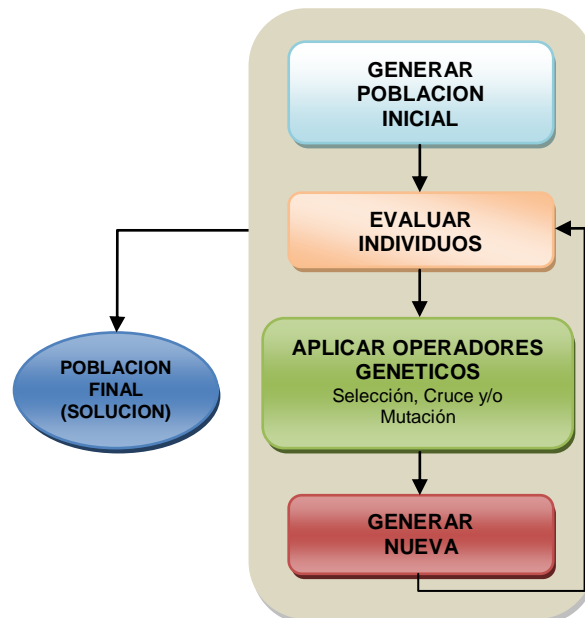 GENERAR
POBLACION
INICIAL
EVALUAR
INDIVIDUOS
APLICAR OPERADORES
GENETICOS
Selección, Cruce y/o
Mutación
GENERAR
NUEVA
POBLACION
FINAL
(SOLUCION)